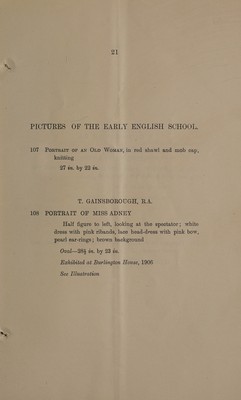 21
PICTURES OF THE EARLY ENGLISH SCHOOL.
107 PORTRAIT OF AN OLD WOMAN, in red shawl and mob cap,
knitting
27 in. by 22 in.
T. GAINSBOROUGH, R.A.
108 PORTRAIT OF MISS ADNEY
Half figure to left, looking at the spectator; white
dress with pink ribands, lace head-dress with pink bow,
pearl ear-rings; brown background
Oval—28½ in. by 23 in.
Exhibited at Burlington House, 1906
See Illustration